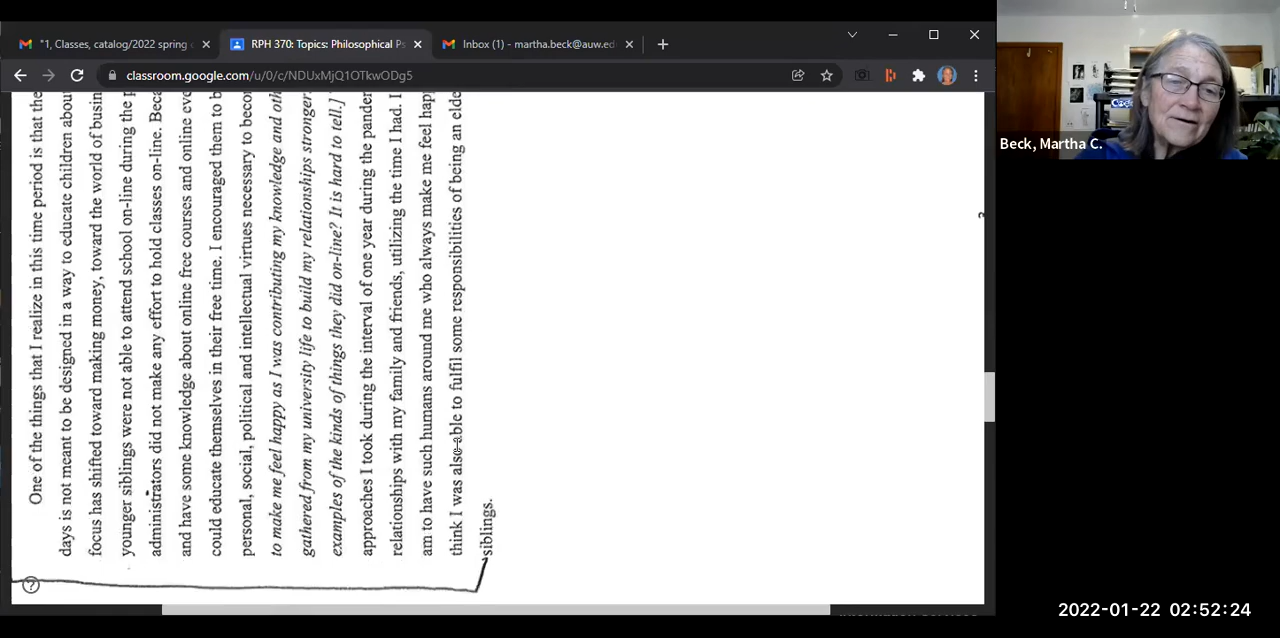 "1, Classes, catalog/2022 spring
RPH 370: Topics: Philosophical Ps
Inbox (1) - martha.beck@auw.ed
classroom.google.com/u/0/c/NDUxMjQ1OTkwODg5
Beck, Martha C.
One of the things that I realize in this time period is that the
days is not meant to be designed in a way to educate children about
focus has shifted toward making money, toward the world of busin
younger siblings were not able to attend school on-line during the p
administrators did not make any effort to hold classes on-line. Beca
and have some knowledge about online free courses and online eve
could educate themselves in their free time. I encouraged them to b
personal, social, political and intellectual virtues necessary to becom
to make me feel happy as I was contributing my knowledge and oth
gathered from my university life to build my relationships stronger.
examples of the kinds of things they did on-line? It is hard to tell.]
approaches I took during the interval of one year during the pandem
relationships with my family and friends, utilizing the time I had. I
am to have such humans around me who always make me feel happ
think I was also able to fulfil some responsibilities of being an elde
siblings.
?
2022-01-22 02:52:24